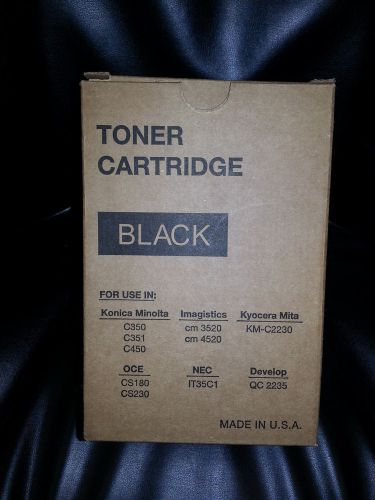 TONER
CARTRIDGE
BLACK
FOR USE IN:
Konica Minolta Imagistics Kyocera Mita
C350 cm 3520 KM-C2230
C351 cm 4520
C450
OCE NEC Develop
CS180 IT35C1 QC 2235
CS230
MADE IN U.S.A.